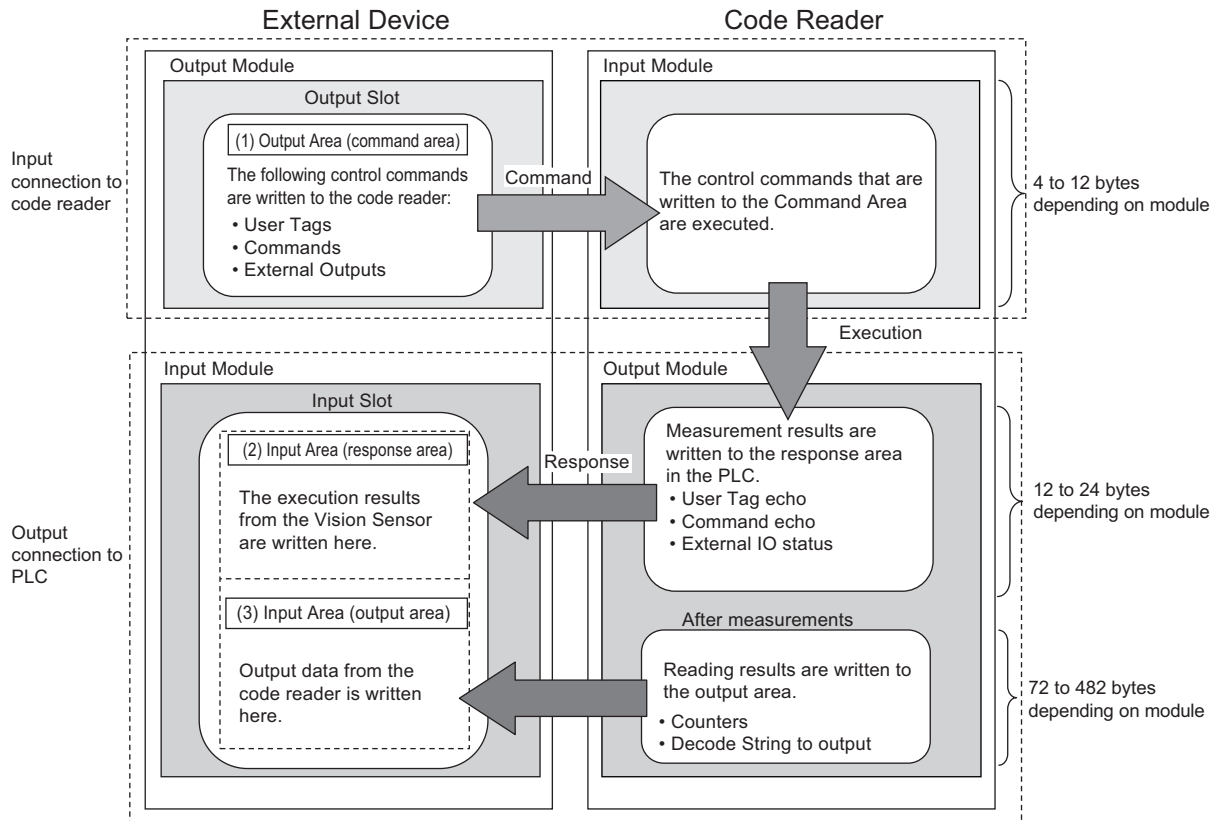 External Device
Code Reader
Output Module
Input Module
Output Slot
(1) Output Area (command area)
The following control commands
are written to the code reader:
• User Tags
• Commands
• External Outputs
Input
connection to
code reader
Command
The control commands that are
written to the Command Area
are executed.
4 to 12 bytes
depending on module
Execution
Input Module
Output Module
Input Slot
(2) Input Area (response area)
The execution results
from the Vision Sensor
are written here.
Response
Measurement results are
written to the response area
in the PLC.
• User Tag echo
• Command echo
• External IO status
12 to 24 bytes
depending on module
Output
connection to
PLC
(3) Input Area (output area)
Output data from the
code reader is written
here.
After measurements
Reading results are written to
the output area.
• Counters
• Decode String to output
72 to 482 bytes
depending on module